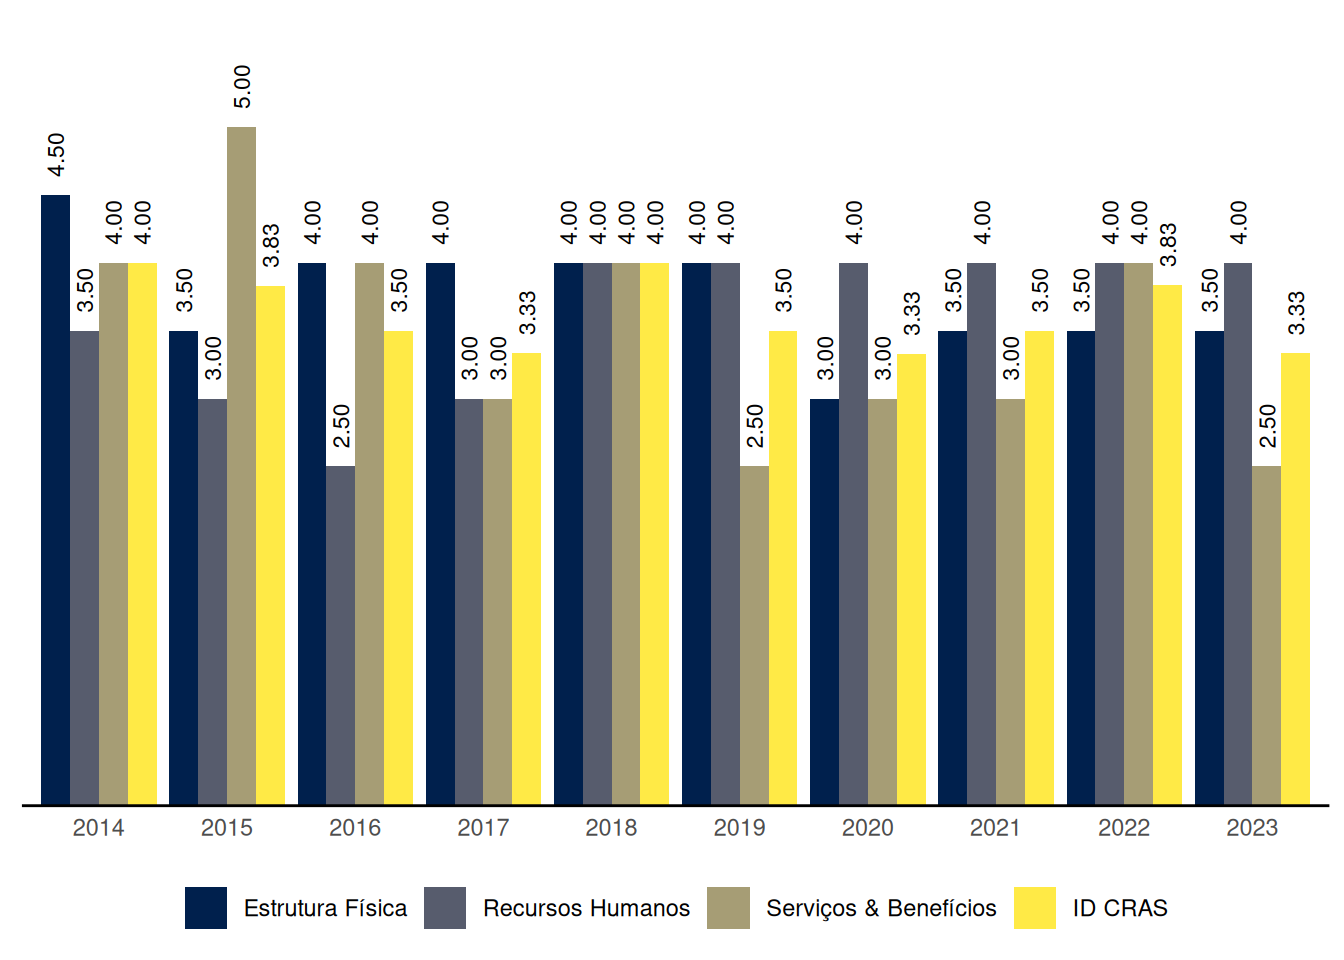 4.50 3.50 4.00 4.00 3.50 3.00 5.00 3.83 4.00 2.50 4.00 3.50 4.00 3.00 3.00 3.33 4.00 4.00 4.00 4.00 4.00 4.00 2.50 3.50 3.00 4.00 3.00 3.33 3.50 4.00 3.00 3.50 3.50 4.00 4.00 3.83 3.50 4.00 2.50 3.33
2014 2015 2016 2017 2018 2019 2020 2021 2022 2023
Estrutura Física Recursos Humanos Serviços & Benefícios ID CRAS